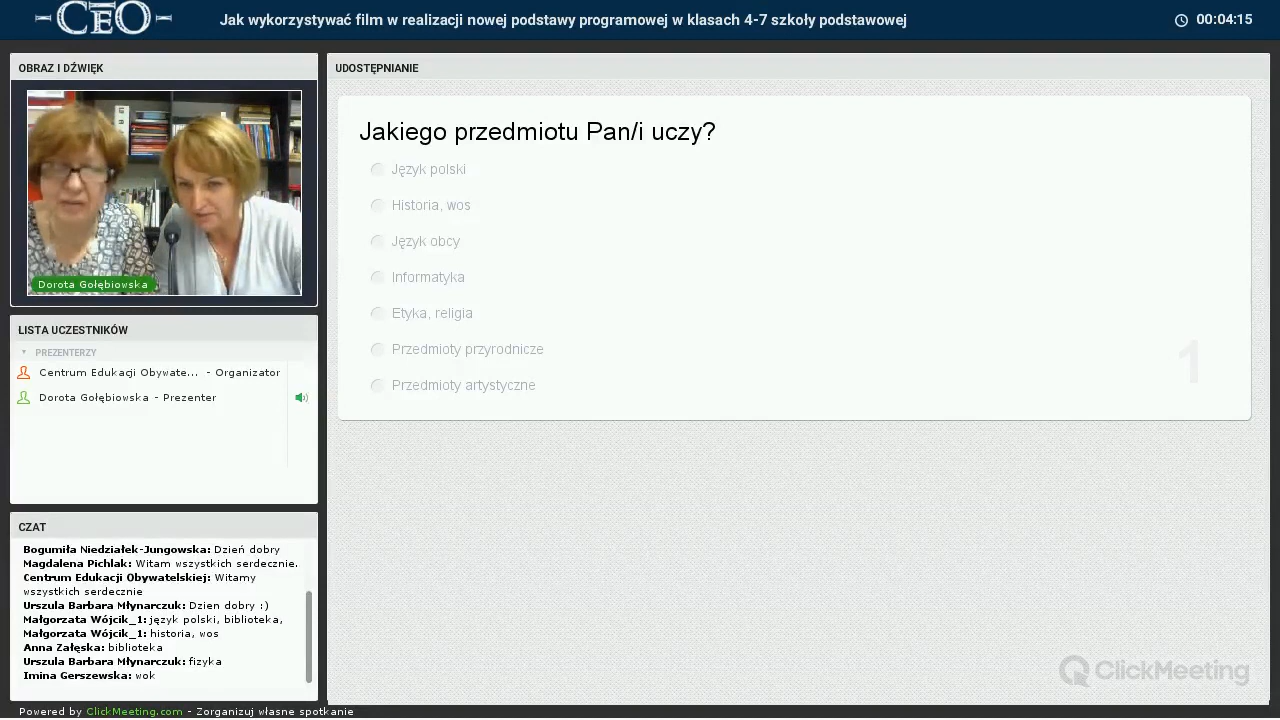 CEO
Jak wykorzystywać film w realizacji nowej podstawy programowej w klasach 4-7 szkoły podstawowej
00:04:15
OBRAZ I DŹWIĘK
Dorota Gołębiowska
LISTA UCZESTNIKÓW
PREZENTERZY
Centrum Edukacji Obywate... - Organizator
Dorota Gołębiowska - Prezenter
CZAT
Bogumiła Niedziałek-Jungowska: Dzień dobry
Magdalena Pichlak: Witam wszystkich serdecznie.
Centrum Edukacji Obywatelskiej: Witamy
wszystkich serdecznie
Urszula Barbara Młynarczuk: Dzien dobry :)
Małgorzata Wójcik_1: język polski, biblioteka,
Małgorzata Wójcik_1: historia, wos
Anna Załęska: biblioteka
Urszula Barbara Młynarczuk: fizyka
Imina Gerszewska: wok
UDOSTĘPNIANIE
Jakiego przedmiotu Pan/i uczy?
Język polski
Historia, wos
Język obcy
Informatyka
Etyka, religia
Przedmioty przyrodnicze
Przedmioty artystyczne
1
ClickMeeting
Powered by ClickMeeting.com - Zorganizuj własne spotkanie